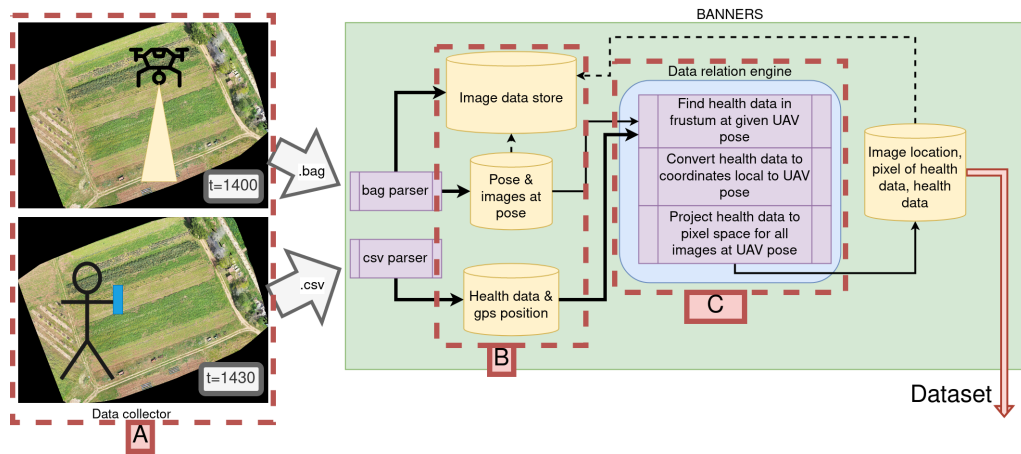 BANNERS
t=1400
.bag
t=1430
.csv
Data collector
A
bag parser
csv parser
Image data store
Pose &
images at
pose
Health data &
gps position
B
Data relation engine
Find health data in
frustum at given UAV
pose
Convert health data to
coordinates local to UAV
pose
Project health data to
pixel space for all
images at UAV pose
C
Image location,
pixel of health
data, health
data
Dataset